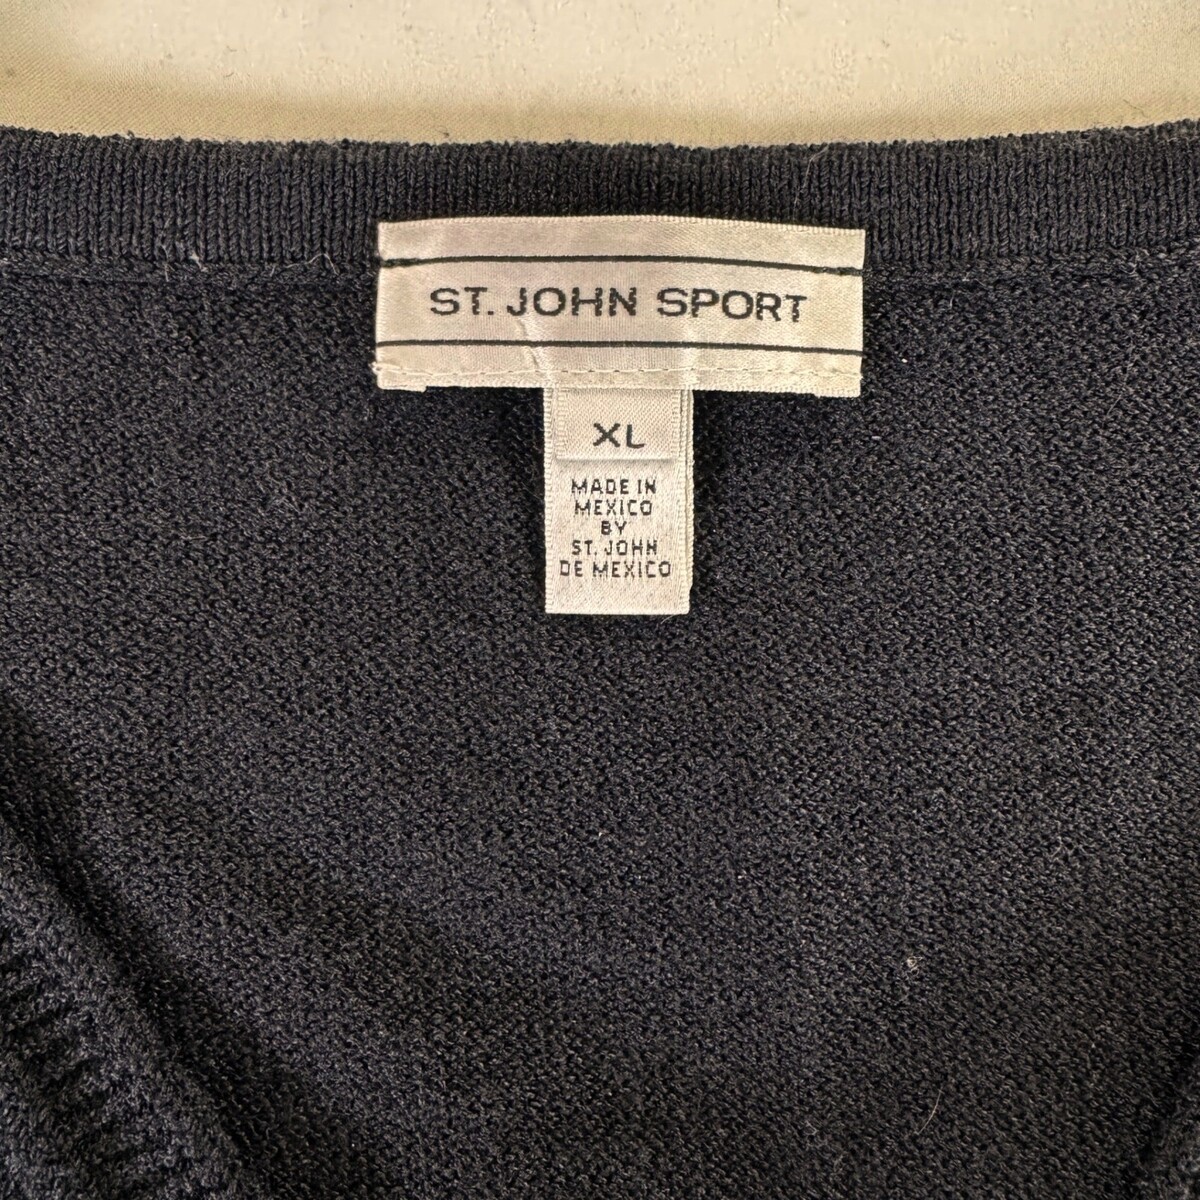 ST. JOHN SPORT
XL
MADE IN
MEXICO
BY
ST. JOHN
DE MEXICO